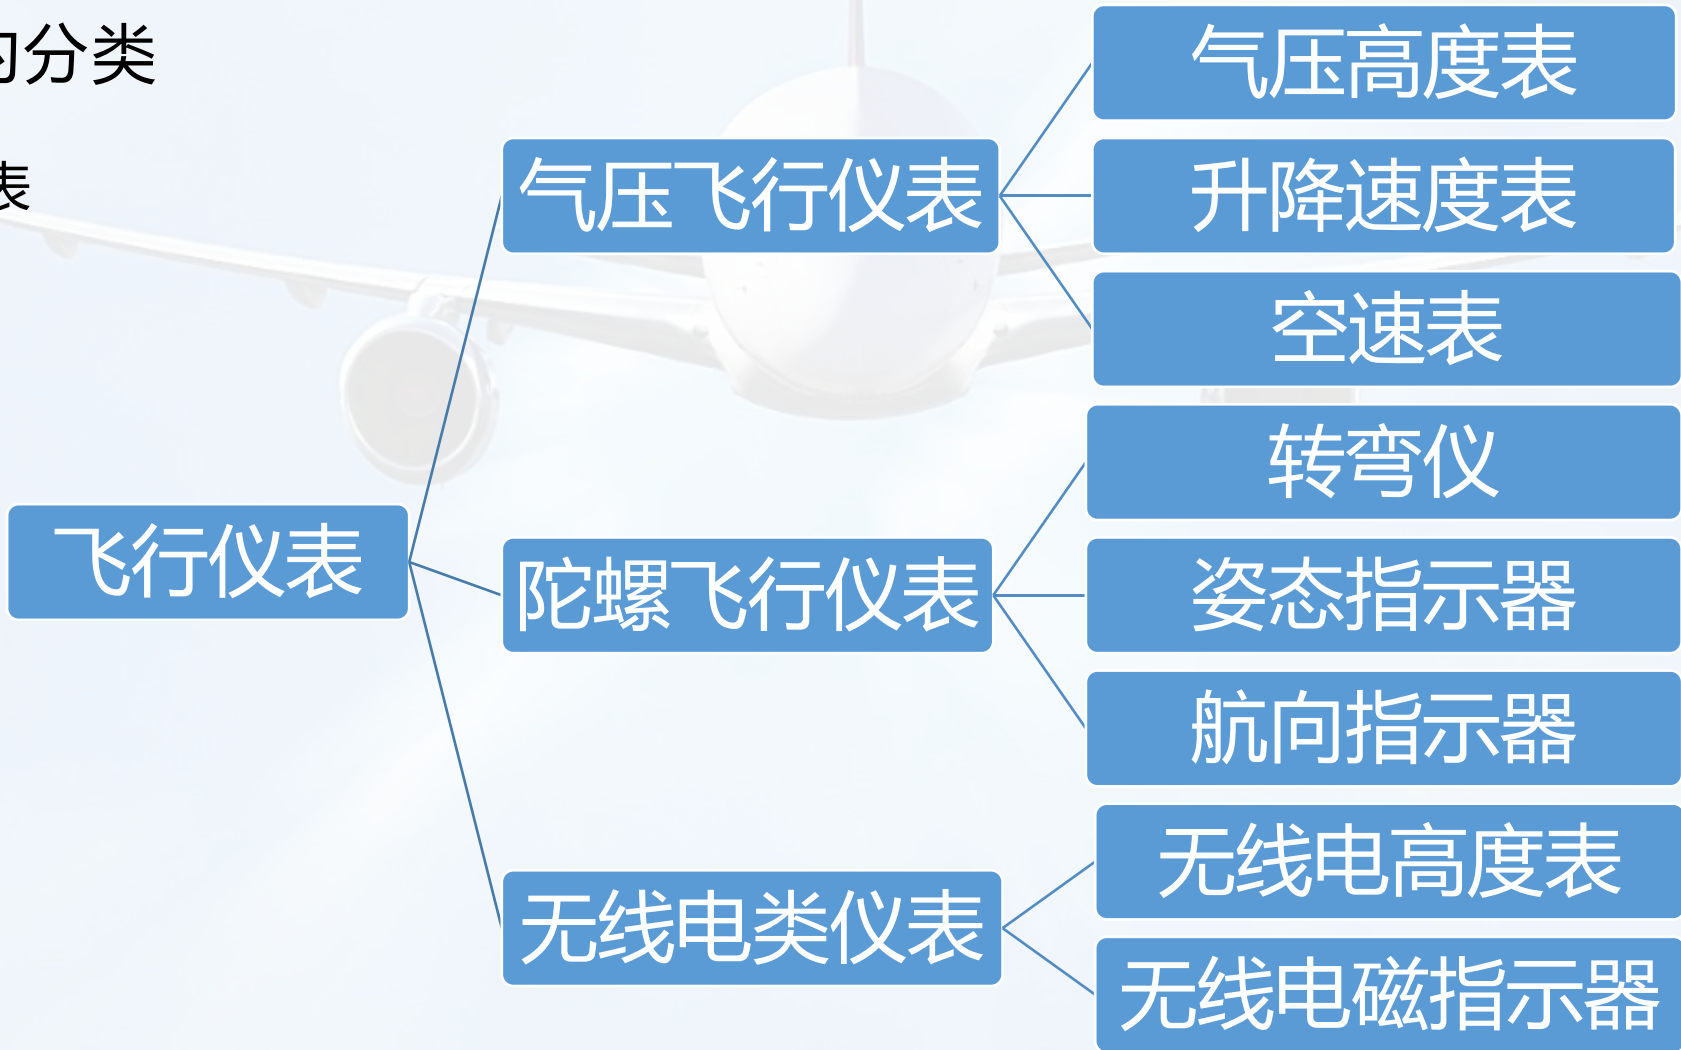 的分类
表
飞行仪表
气压飞行仪表
气压高度表
升降速度表
空速表
陀螺飞行仪表
转弯仪
姿态指示器
航向指示器
无线电类仪表
无线电高度表
无线电磁指示器